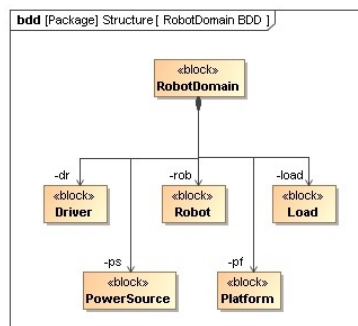 bdd [Package] Structure [ RobotDomain BDD ]
«block»
RobotDomain
-dr
-rob
-load
«block»
Driver
«block»
Robot
«block»
Load
-ps
-pf
«block»
PowerSource
«block»
Platform